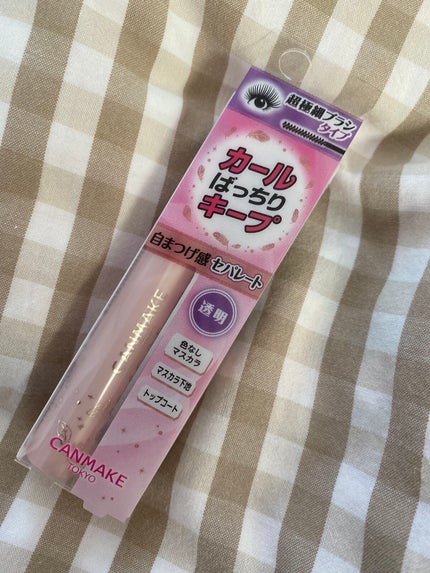 超極細ブラシ
タイプ
カール
ばっちり
キープ
自まつげ感 セパレート
透明
色なし
マスカラ
マスカラ下地
トップコート
CANMAKE
CANMAKE
TOKYO